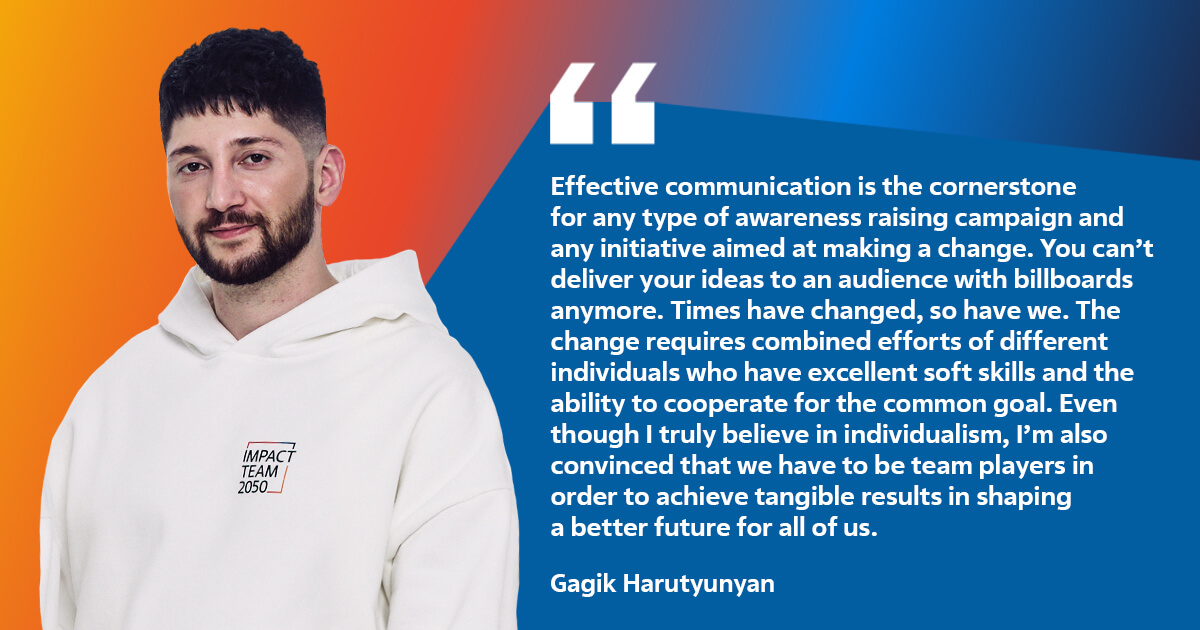 IMPACT
TEAM
2050
Effective communication is the cornerstone
for any type of awareness raising campaign and
any initiative aimed at making a change. You can’t
deliver your ideas to an audience with billboards
anymore. Times have changed, so have we. The
change requires combined efforts of different
individuals who have excellent soft skills and the
ability to cooperate for the common goal. Even
though I truly believe in individualism, I’m also
convinced that we have to be team players in
order to achieve tangible results in shaping
a better future for all of us.
Gagik Harutyunyan